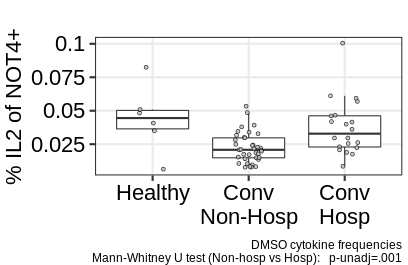 % IL2 of NOT4+
0.1
0.075
0.05
0.025
Healthy
Conv
Non-Hosp
Conv
Hosp
DMSO cytokine frequencies
Mann-Whitney U test (Non-hosp vs Hosp): p-unadj=.001